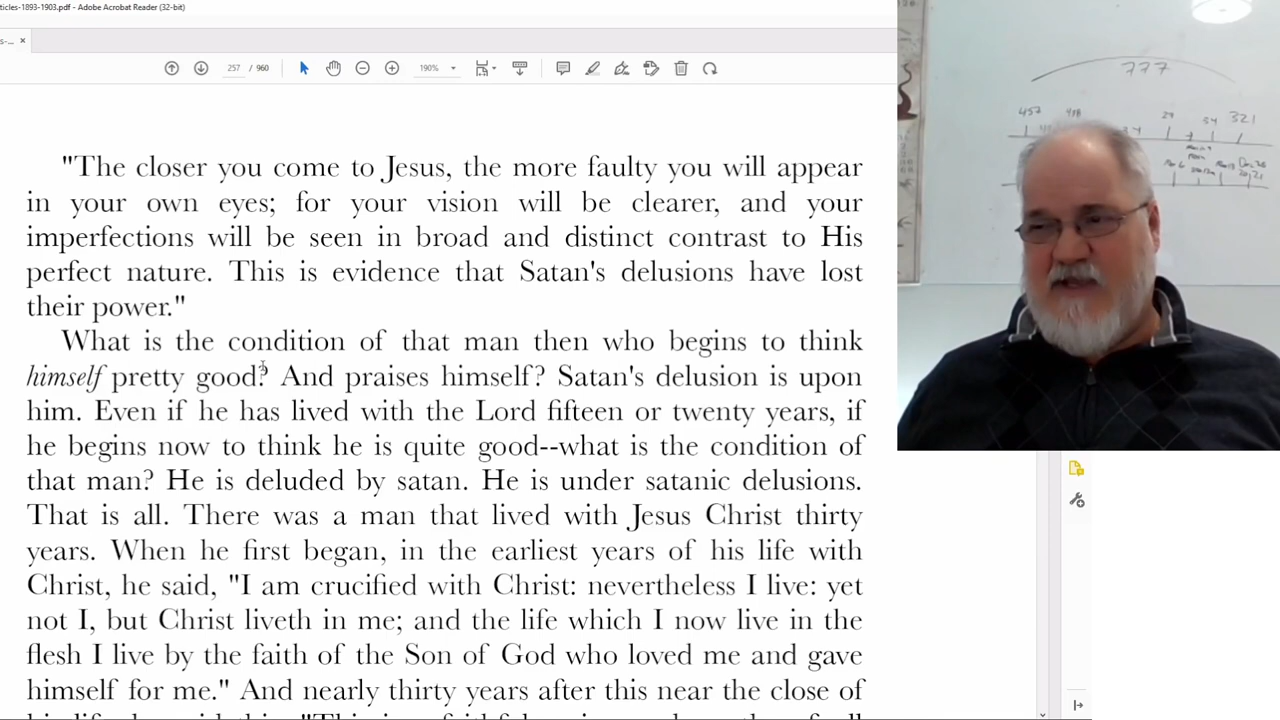 ticles-1893-1903.pdf - Adobe Acrobat Reader (32-bit)
s-... ×
257 / 960 190%
"The closer you come to Jesus, the more faulty you will appear
in your own eyes; for your vision will be clearer, and your
imperfections will be seen in broad and distinct contrast to His
perfect nature. This is evidence that Satan's delusions have lost
their power."
What is the condition of that man then who begins to think
himself pretty good? And praises himself? Satan's delusion is upon
him. Even if he has lived with the Lord fifteen or twenty years, if
he begins now to think he is quite good--what is the condition of
that man? He is deluded by satan. He is under satanic delusions.
That is all. There was a man that lived with Jesus Christ thirty
years. When he first began, in the earliest years of his life with
Christ, he said, "I am crucified with Christ: nevertheless I live: yet
not I, but Christ liveth in me; and the life which I now live in the
flesh I live by the faith of the Son of God who loved me and gave
himself for me." And nearly thirty years after this near the close of
777
457 34 321